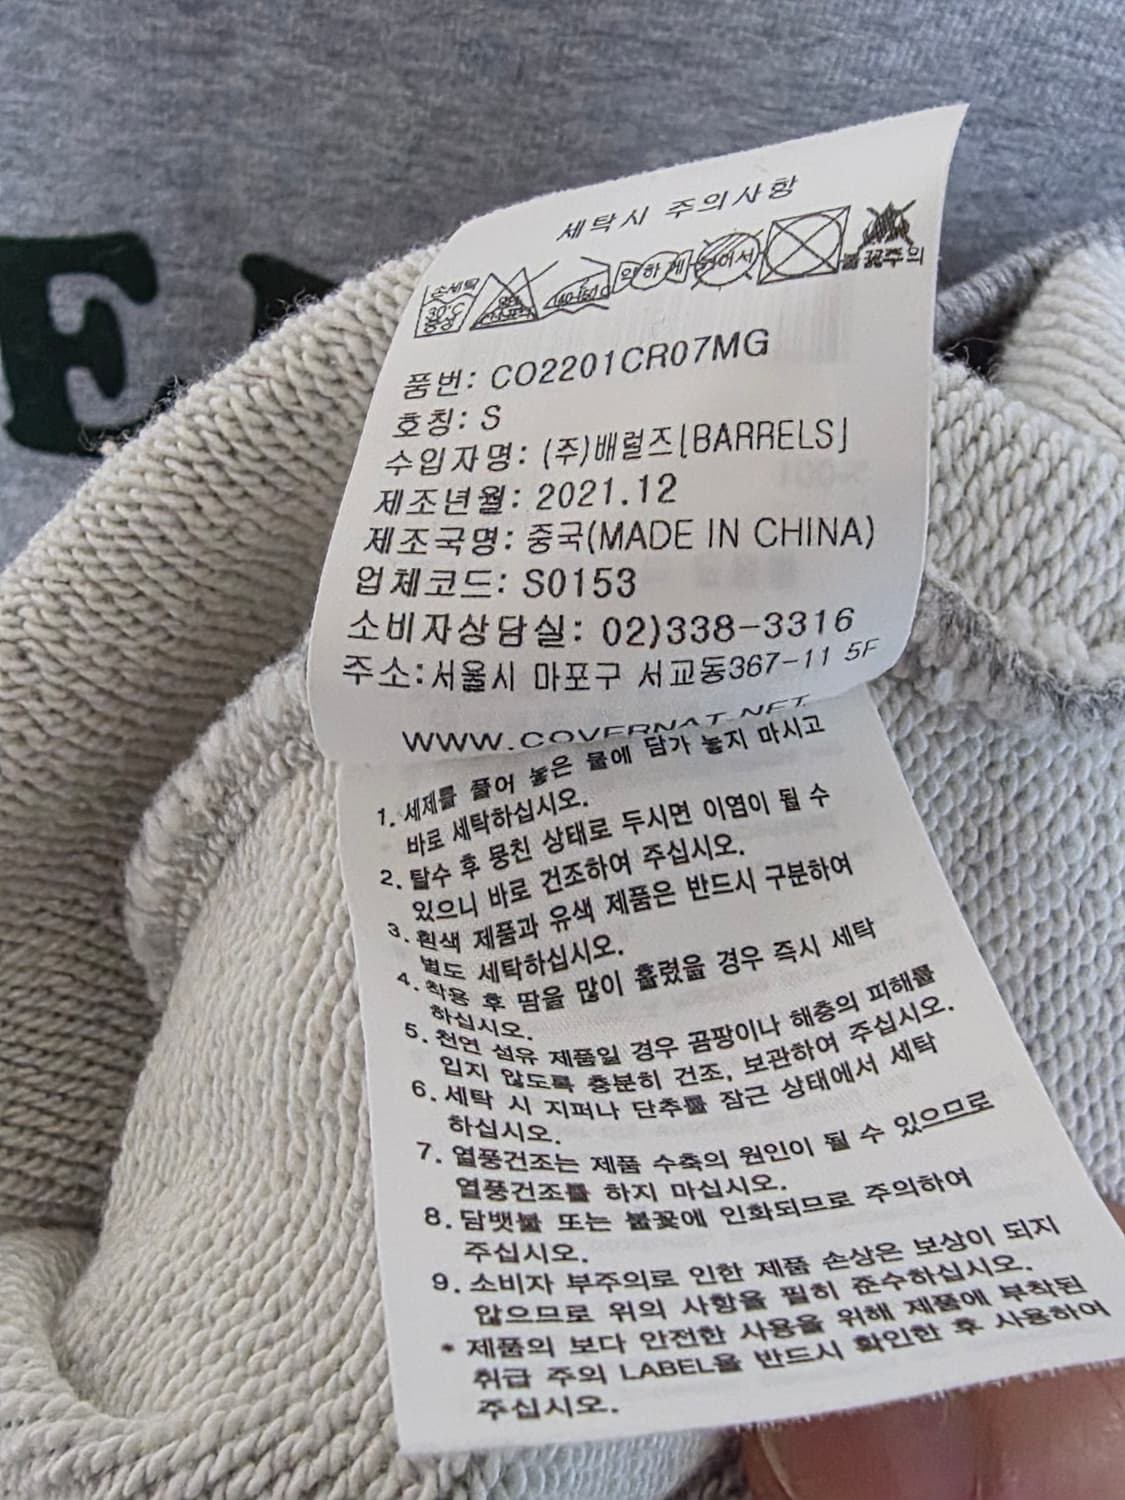 세탁시 주의사항
손세탁
30℃
중성
약하게
불꽃주의
품번: CO2201CR07MG
호칭: S
수입자명: (주)배럴즈[BARRELS]
제조년월: 2021.12
제조국명: 중국(MADE IN CHINA)
업체코드: S0153
소비자상담실: 02)338-3316
주소:서울시 마포구 서교동367-11 5F
WWW.COVERNAT.NET
1. 세제를 풀어 놓은 물에 담가 놓지 마시고
바로 세탁하십시오.
2. 탈수 후 뭉친 상태로 두시면 이염이 될 수
있으니 바로 건조하여 주십시오.
3. 흰색 제품과 유색 제품은 반드시 구분하여
별도 세탁하십시오.
4. 착용 후 땀을 많이 흘렸을 경우 즉시 세탁
하십시오.
5. 천연 섬유 제품일 경우 곰팡이나 해충의 피해를
입지 않도록 충분히 건조, 보관하여 주십시오.
6. 세탁 시 지퍼나 단추를 잠근 상태에서 세탁
하십시오.
7. 열풍건조는 제품 수축의 원인이 될 수 있으므로
열풍건조를 하지 마십시오.
8. 담뱃불 또는 불꽃에 인화되므로 주의하여
주십시오.
9. 소비자 부주의로 인한 제품 손상은 보상이 되지
않으므로 위의 사항을 필히 준수하십시오.
* 제품의 보다 안전한 사용을 위해 제품에 부착된
취급 주의 LABEL을 반드시 확인한 후 사용하여
주십시오.